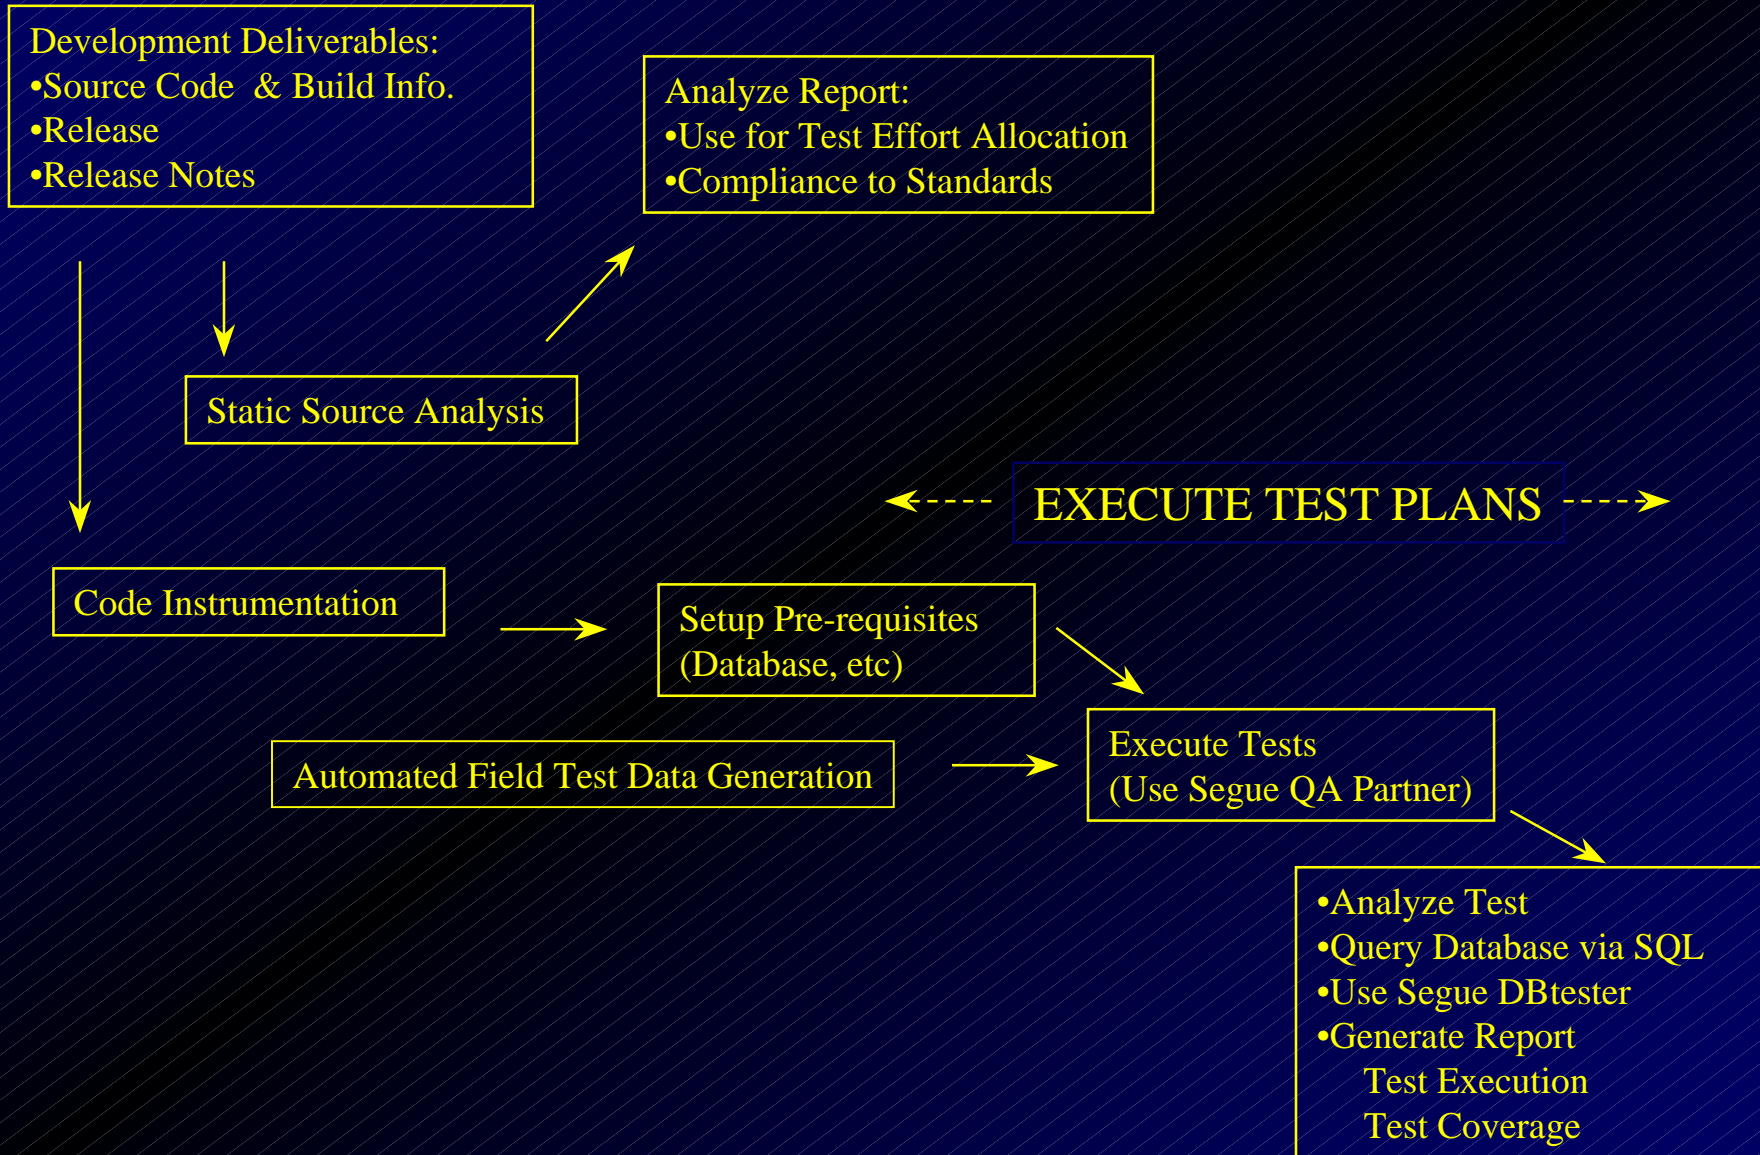 Development Deliverables:
•Source Code & Build Info.
•Release
•Release Notes
Analyze Report:
•Use for Test Effort Allocation
•Compliance to Standards
Static Source Analysis
EXECUTE TEST PLANS
Code Instrumentation
Setup Pre-requisites
(Database, etc)
Automated Field Test Data Generation
Execute Tests
(Use Segue QA Partner)
•Analyze Test
•Query Database via SQL
•Use Segue DBtester
•Generate Report
Test Execution
Test Coverage